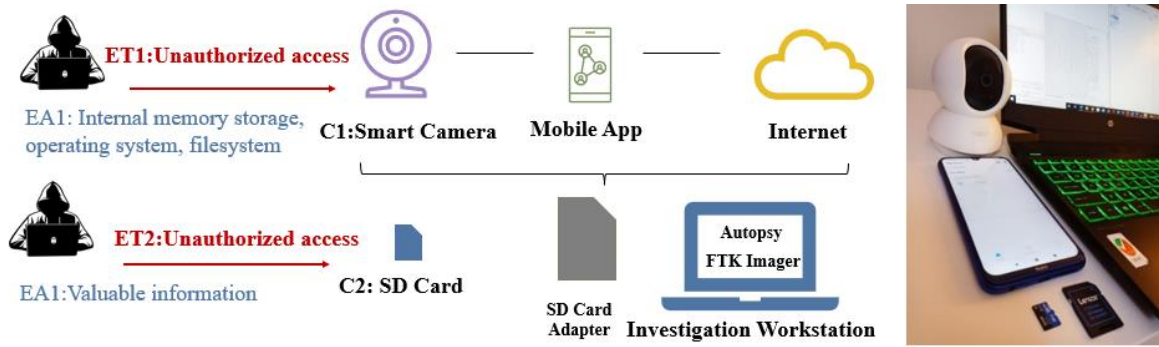 ET1:Unauthorized access
EA1: Internal memory storage,
operating system, filesystem
C1:Smart Camera
Mobile App
Internet
ET2:Unauthorized access
EA1:Valuable information
C2: SD Card
SD Card
Adapter
Autopsy
FTK Imager
Investigation Workstation
Lexar